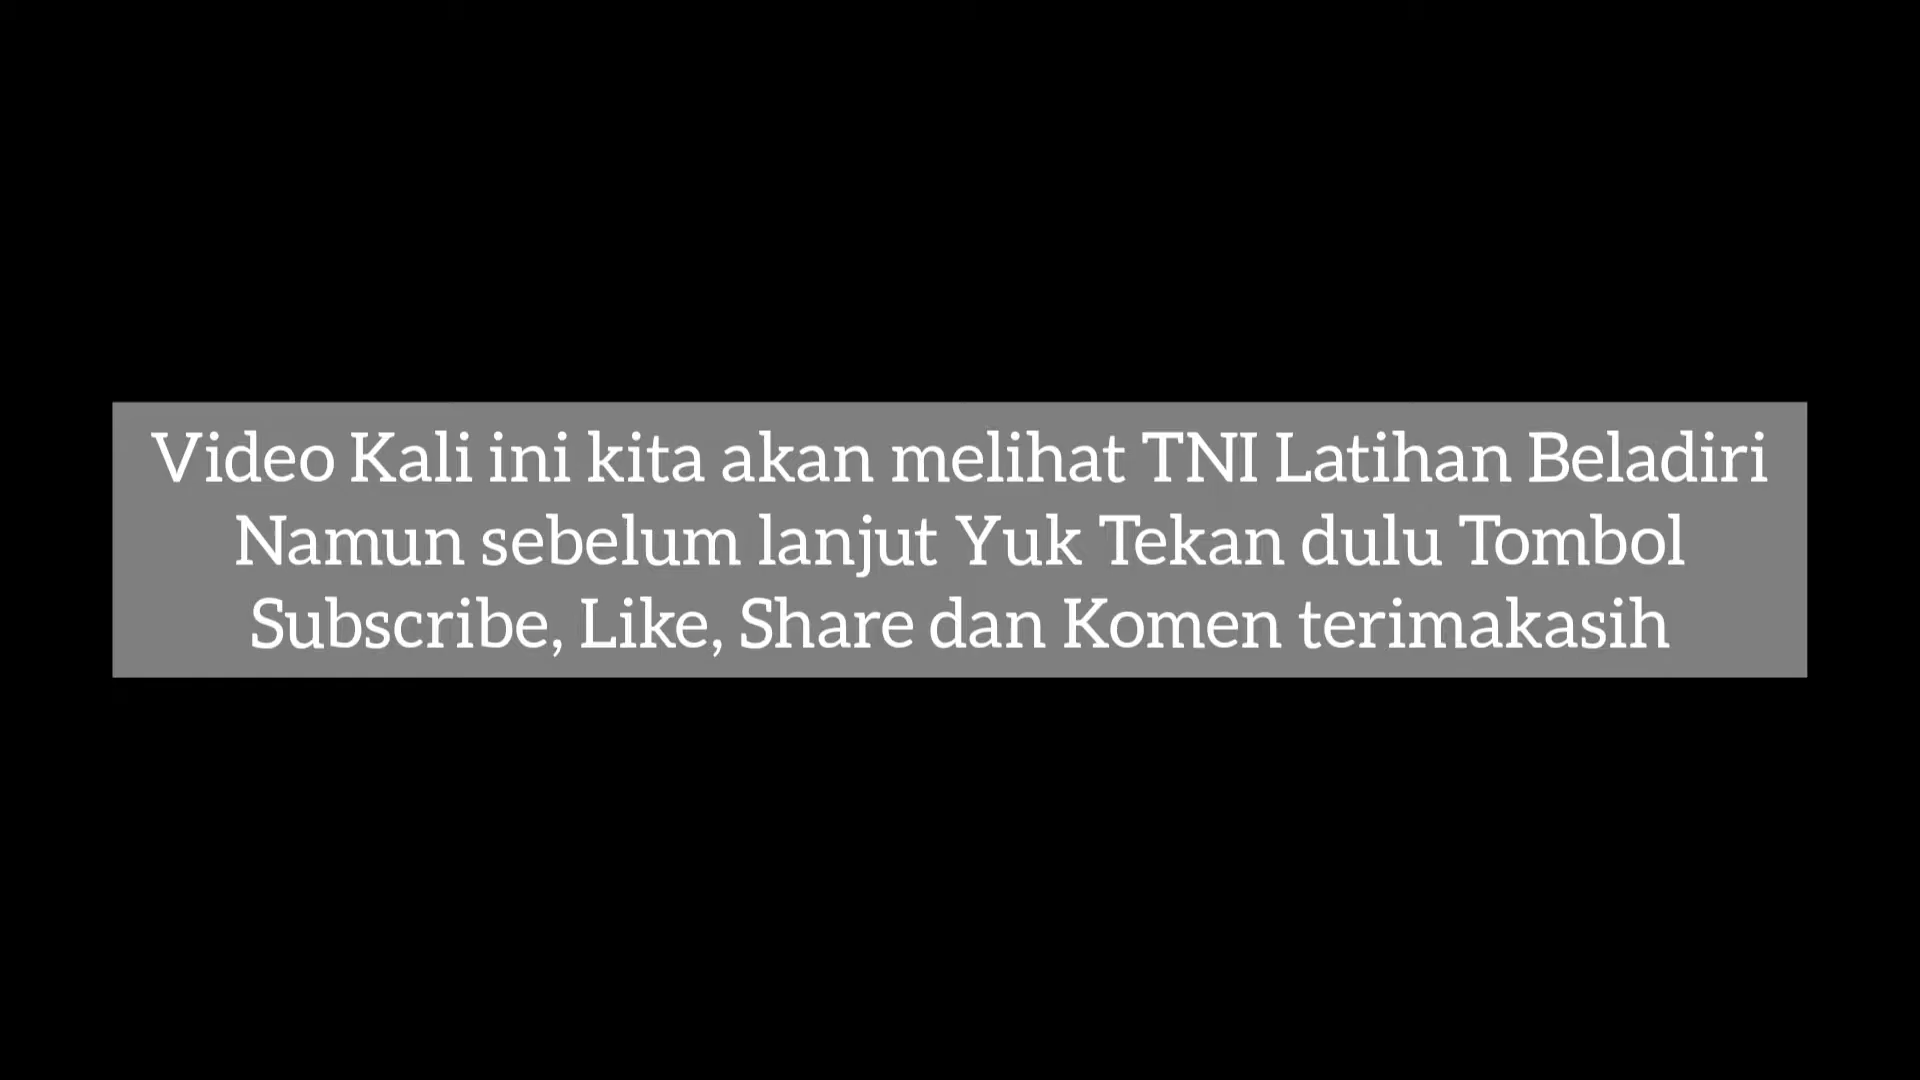 Video Kali ini kita akan melihat TNI Latihan Beladiri
Namun sebelum lanjut Yuk Tekan dulu Tombol
Subscribe, Like, Share dan Komen terimakasih